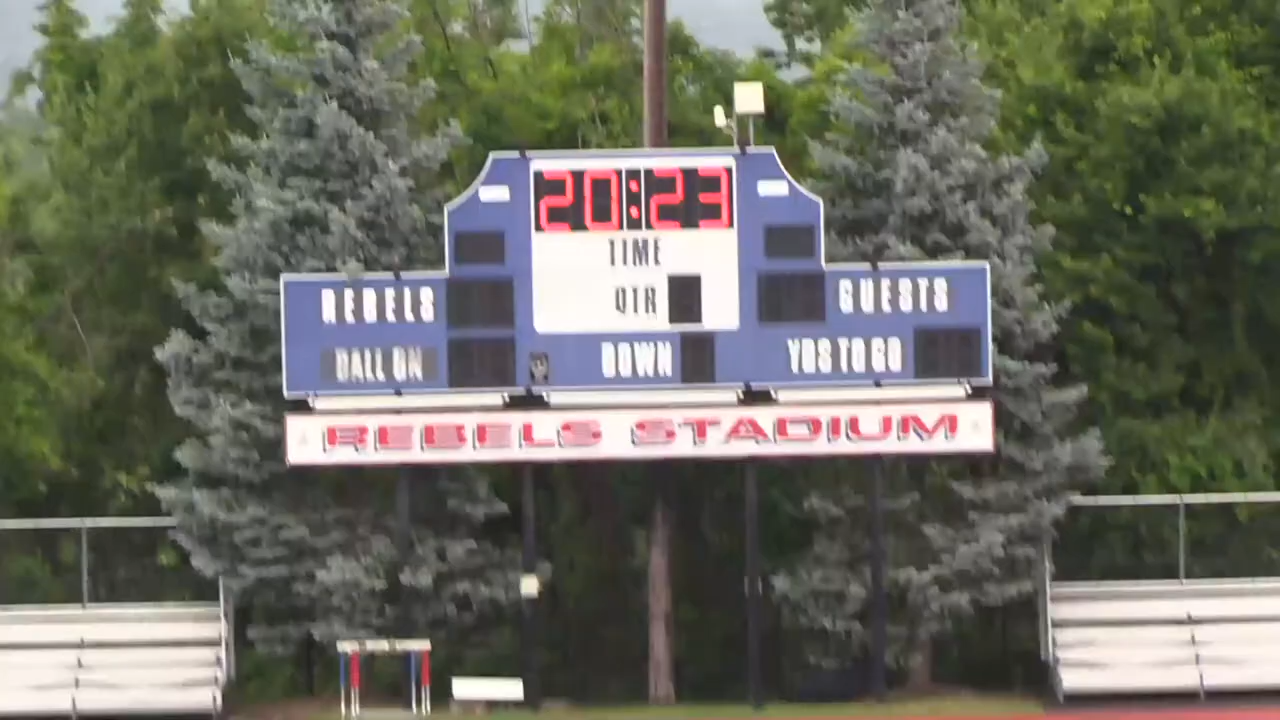 20:23
TIME
REBELS QTR GUESTS
BALL ON DOWN YDS TO GO
REBELS STADIUM